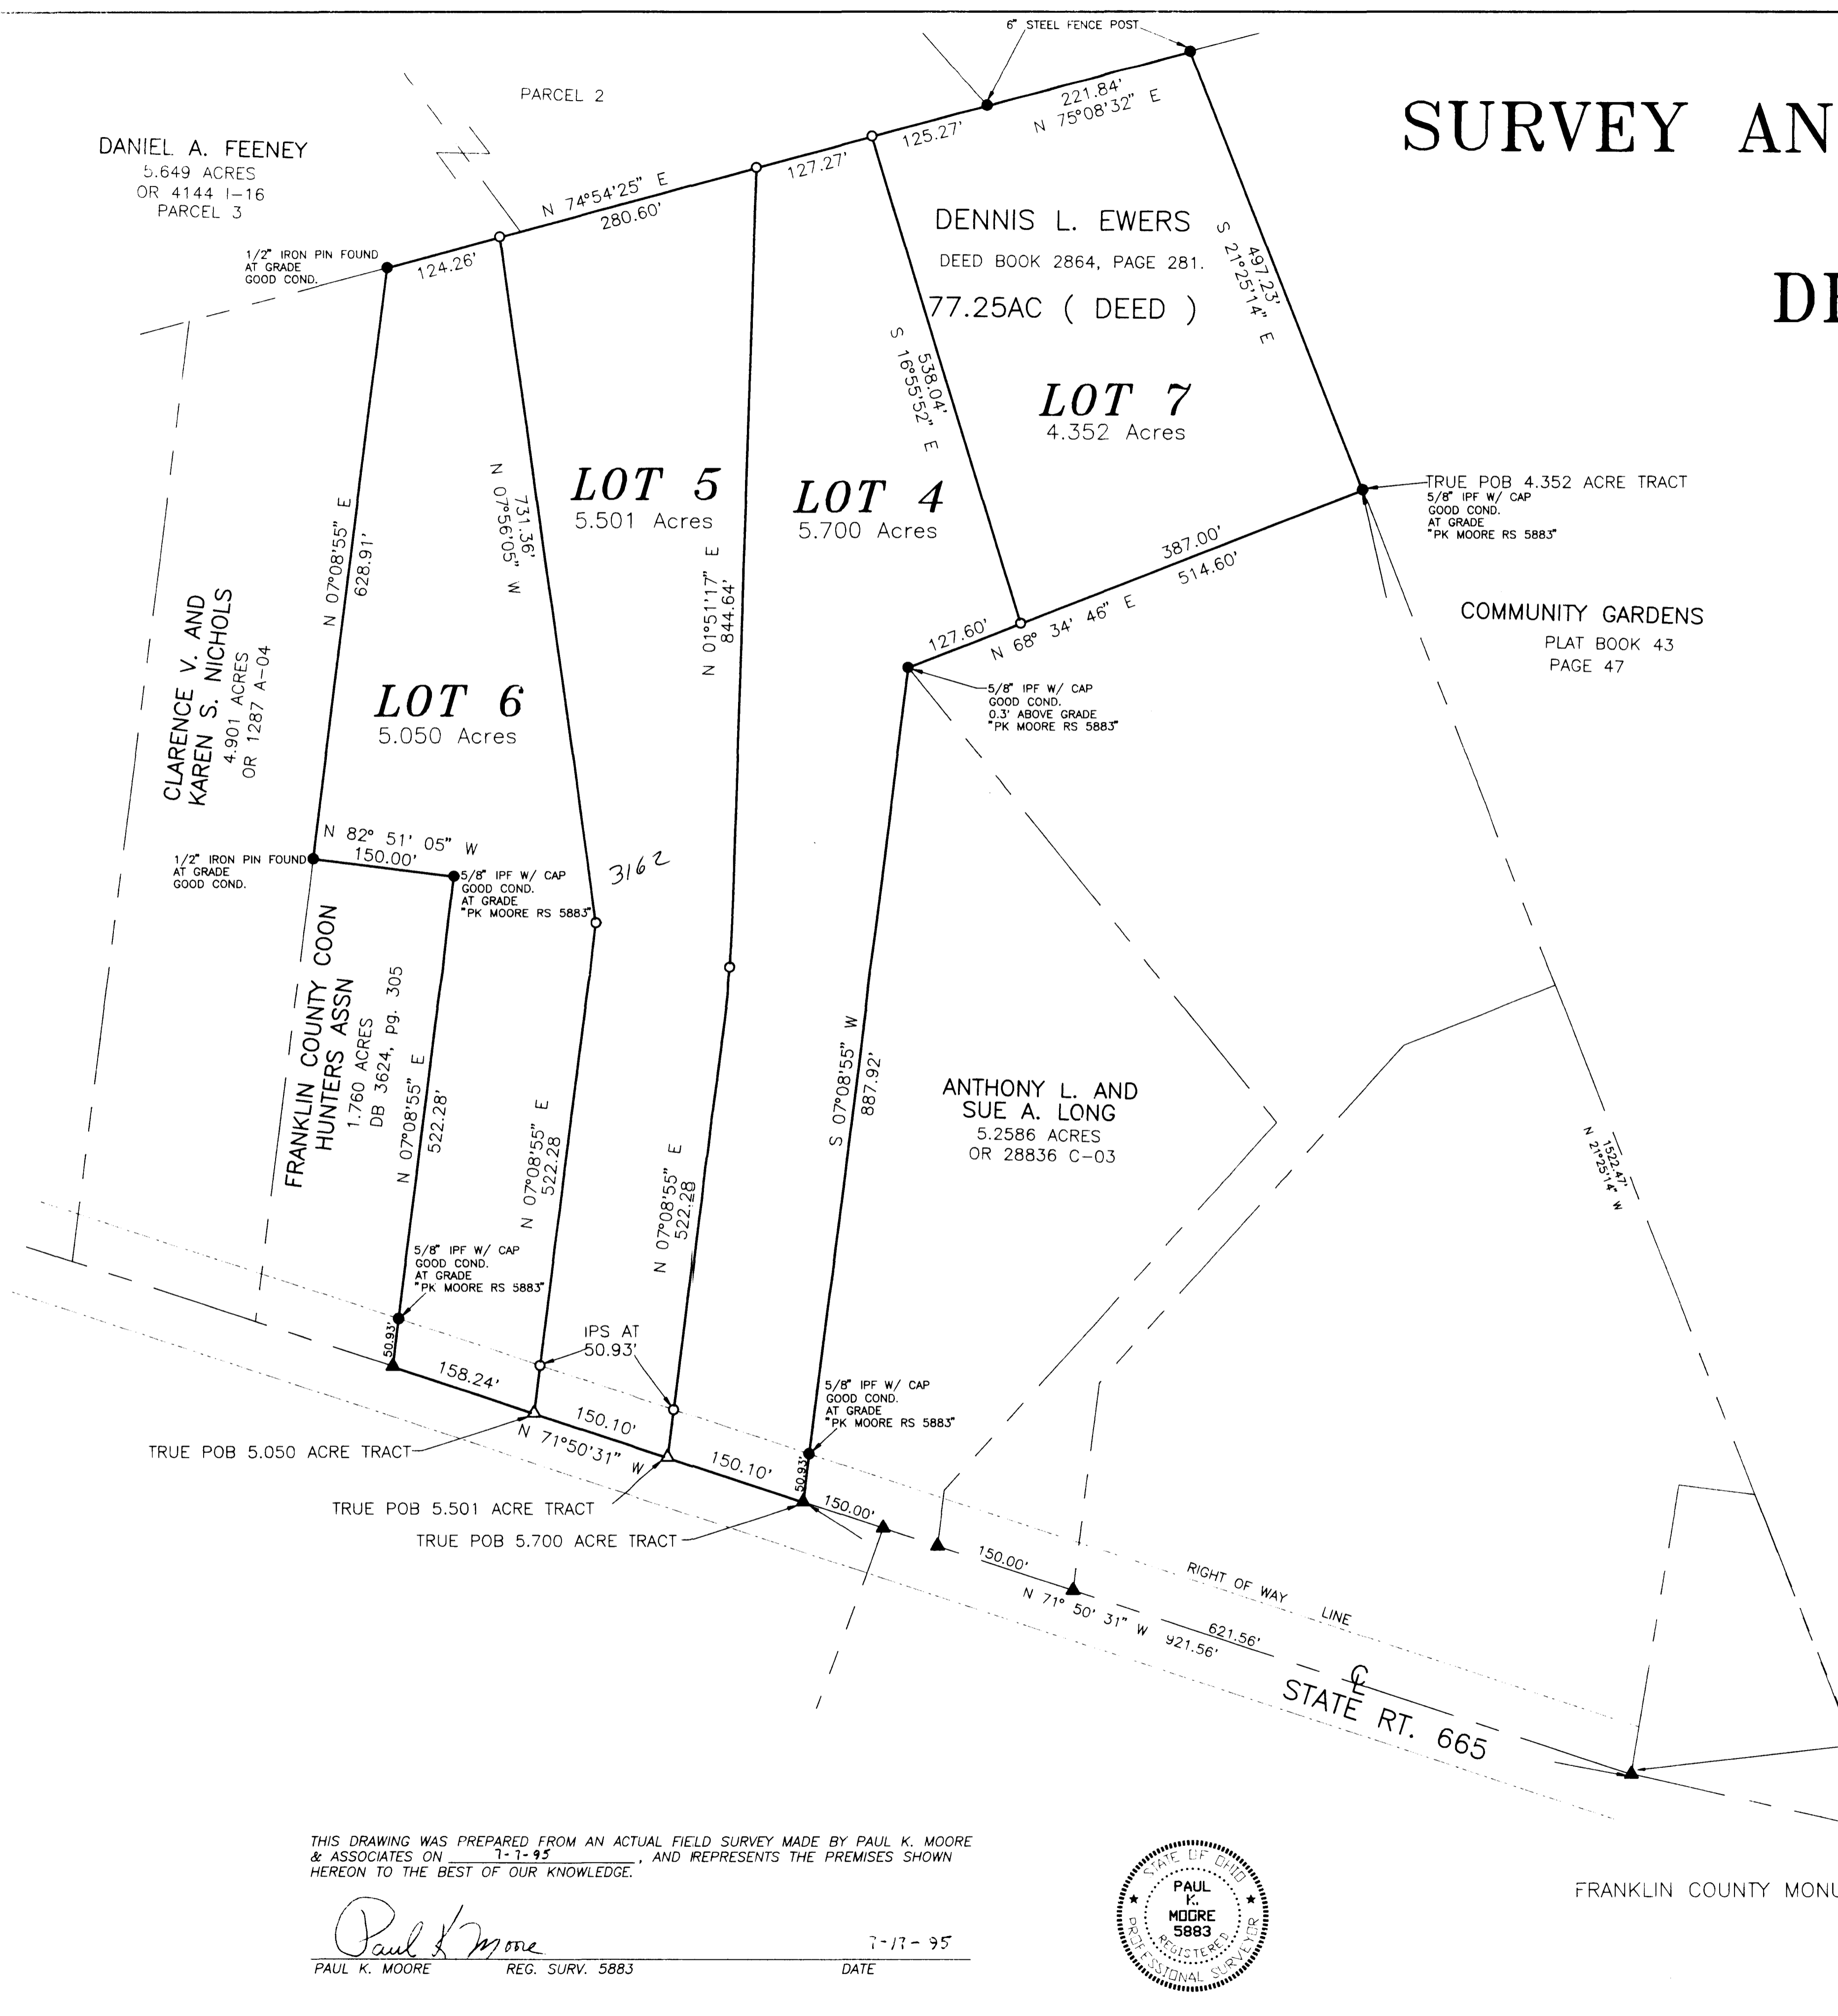 6" STEEL FENCE POST
SURVEY AN
PARCEL 2
221.84'
N 75°08'32" E
125.27'
127.27'
DANIEL A. FEENEY
5.649 ACRES
OR 4144 I-16
PARCEL 3
N 74°54'25" E
280.60'
1/2" IRON PIN FOUND
AT GRADE
GOOD COND.
124.26'
DENNIS L. EWERS
DEED BOOK 2864, PAGE 281.
77.25AC ( DEED )
497.23'
S 21°25'14" E
538.04'
S 16°55'52" E
LOT 7
4.352 Acres
LOT 5
5.501 Acres
LOT 4
5.700 Acres
731.36'
N 07°56'05" W
N 07°08'55" E
628.91'
N 01°51'17" E
844.64'
TRUE POB 4.352 ACRE TRACT
5/8" IPF W/ CAP
GOOD COND.
AT GRADE
"PK MOORE RS 5883"
387.00'
514.60'
127.60'
N 68° 34' 46" E
COMMUNITY GARDENS
PLAT BOOK 43
PAGE 47
CLARENCE V. AND
KAREN S. NICHOLS
4.901 ACRES
OR 1287 A-04
LOT 6
5.050 Acres
5/8" IPF W/ CAP
GOOD COND.
0.3' ABOVE GRADE
"PK MOORE RS 5883"
N 82° 51' 05" W
150.00'
1/2" IRON PIN FOUND
AT GRADE
GOOD COND.
5/8" IPF W/ CAP
GOOD COND.
AT GRADE
"PK MOORE RS 5883"
3162
FRANKLIN COUNTY COON
HUNTERS ASSN
1.760 ACRES
DB 3624, pg. 305
N 07°08'55" E
522.28'
N 07°08'55" E
522.28
N 07°08'55" E
522.28
S 07°08'55" W
887.92'
ANTHONY L. AND
SUE A. LONG
5.2586 ACRES
OR 28836 C-03
1522.47'
N 21°25'14" W
5/8" IPF W/ CAP
GOOD COND.
AT GRADE
"PK MOORE RS 5883"
50.93'
IPS AT
50.93'
158.24'
150.10'
N 71°50'31" W
150.10'
5/8" IPF W/ CAP
GOOD COND.
AT GRADE
"PK MOORE RS 5883"
50.93'
150.00'
TRUE POB 5.050 ACRE TRACT
TRUE POB 5.501 ACRE TRACT
TRUE POB 5.700 ACRE TRACT
150.00'
N 71° 50' 31" W 921.56'
621.56'
RIGHT OF WAY LINE
CL
STATE RT. 665
THIS DRAWING WAS PREPARED FROM AN ACTUAL FIELD SURVEY MADE BY PAUL K. MOORE
& ASSOCIATES ON 7-7-95, AND REPRESENTS THE PREMISES SHOWN
HEREON TO THE BEST OF OUR KNOWLEDGE.
Paul K Moore 7-17-95
PAUL K. MOORE REG. SURV. 5883 DATE
STATE OF OHIO
PAUL
K.
MOORE
5883
REGISTERED
PROFESSIONAL SURVEYOR
FRANKLIN COUNTY MONU